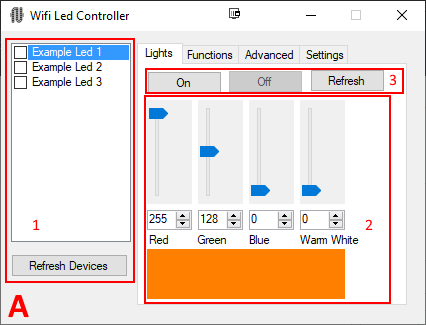 Wifi Led Controller
Example Led 1
Example Led 2
Example Led 3
1
Refresh Devices
A
Lights Functions Advanced Settings
On Off Refresh 3
255 128 0 0
Red Green Blue Warm White
2